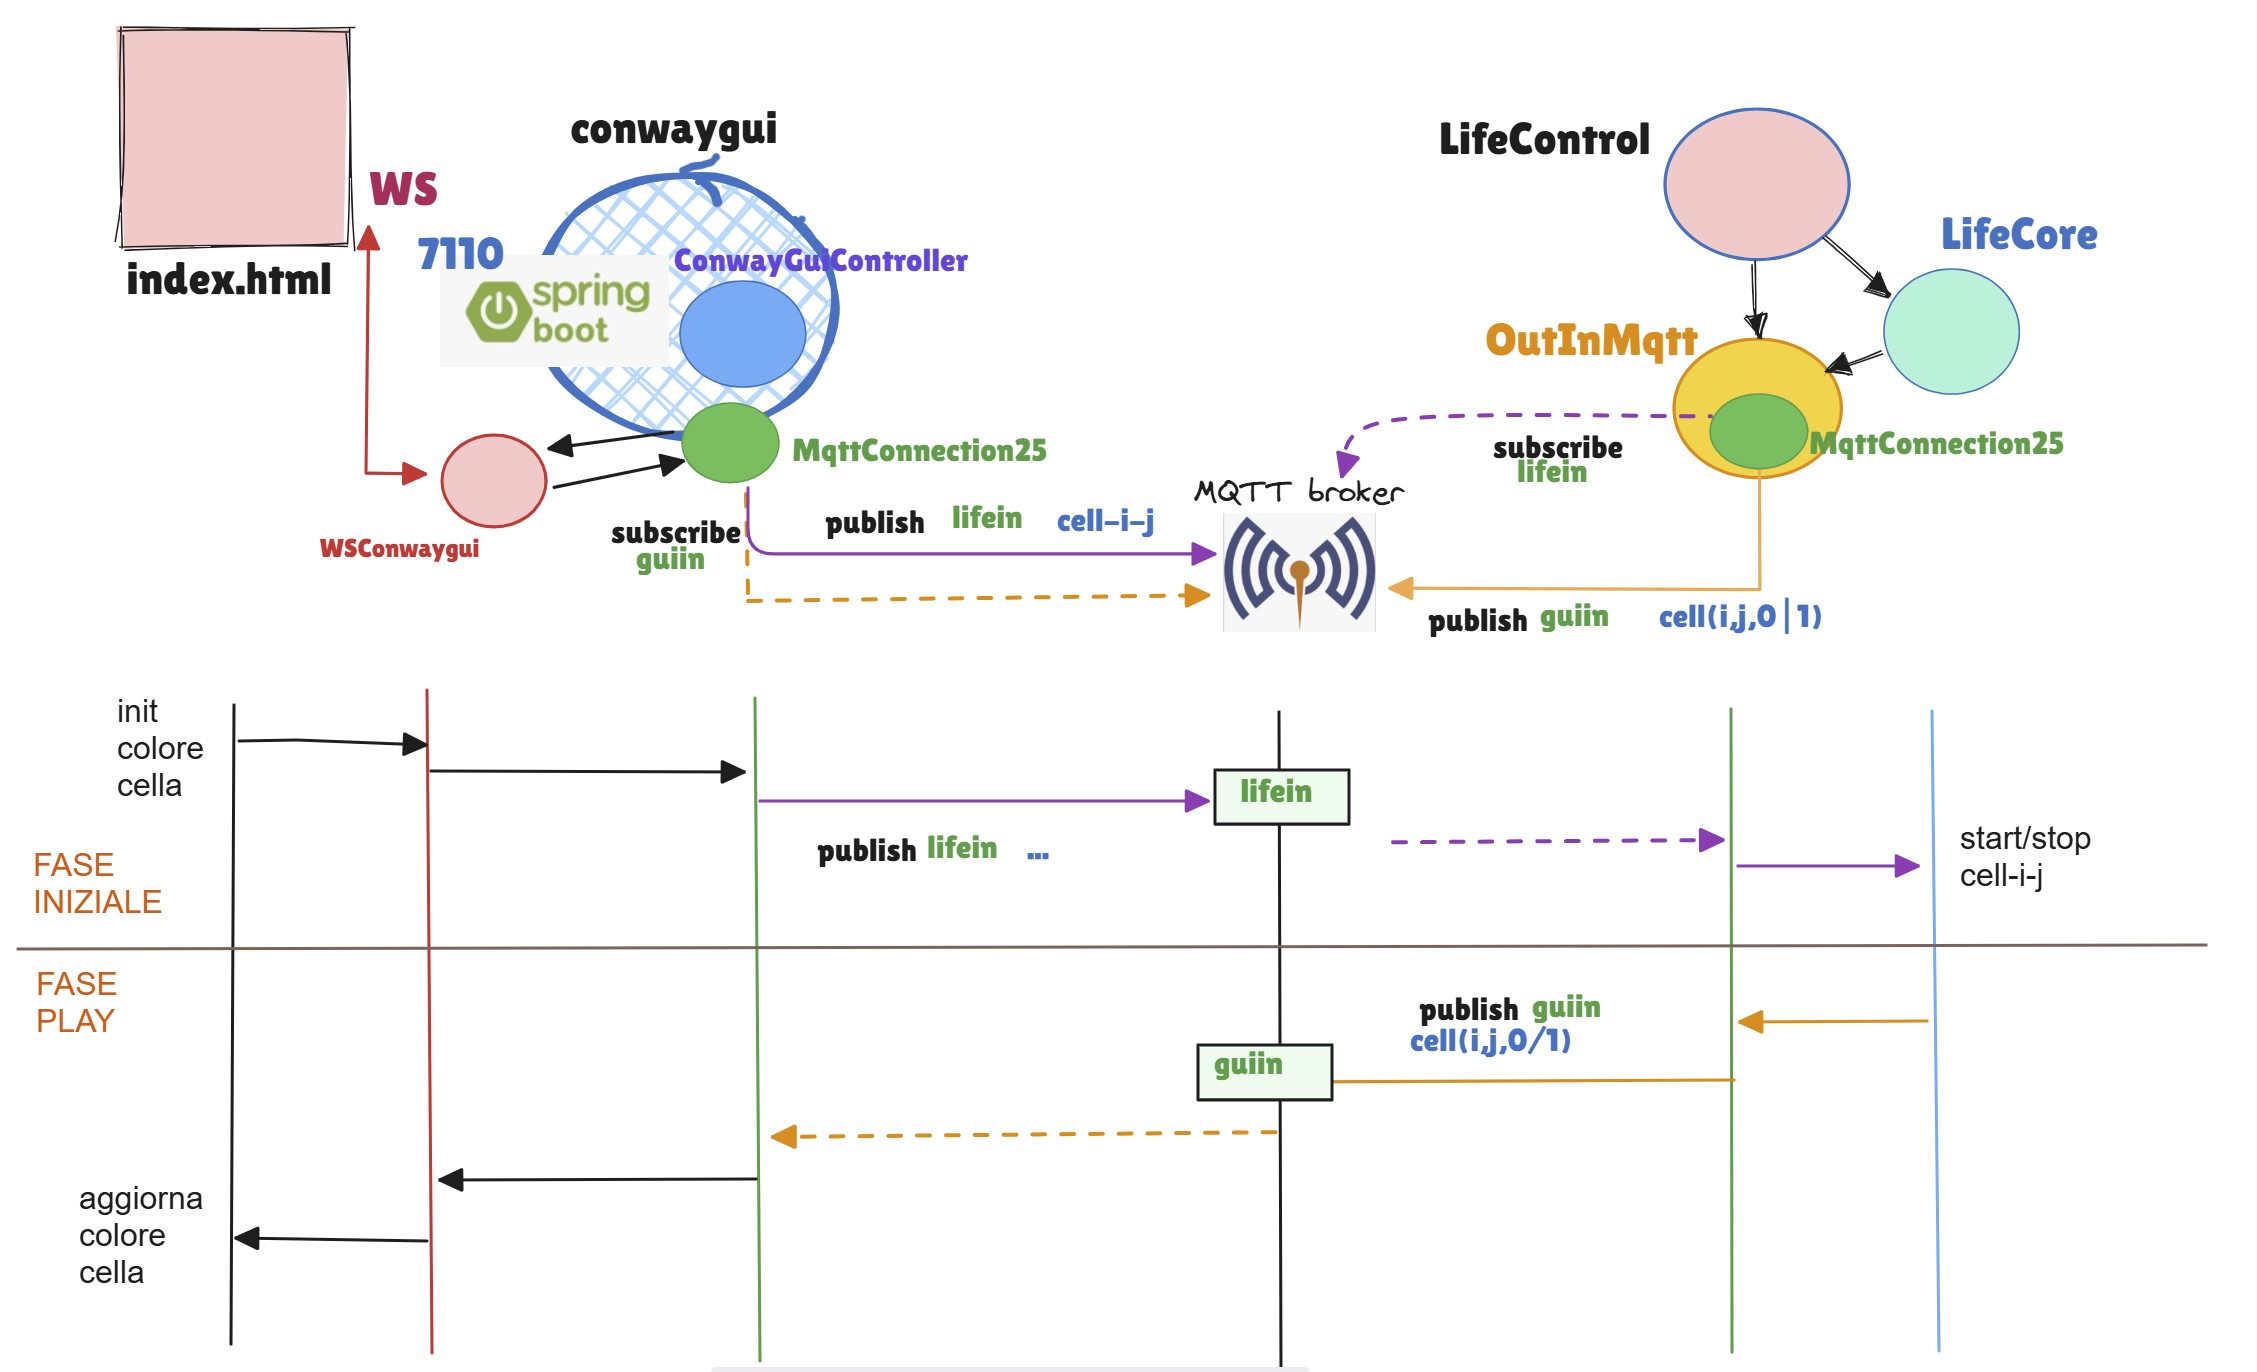 conwaygui
LifeControl
WS
7110
LifeCore
index.html
ConwayGuiController
spring
boot
OutInMqtt
MqttConnection25
MqttConnection25
subscribe
lifein
MQTT broker
WSConwaygui
subscribe
guiin
publish lifein cell-i-j
publish guiin cell(i,j,0|1)
init
colore
cella
lifein
publish lifein ...
start/stop
cell-i-j
FASE
INIZIALE
FASE
PLAY
publish guiin
cell(i,j,0/1)
guiin
aggiorna
colore
cella